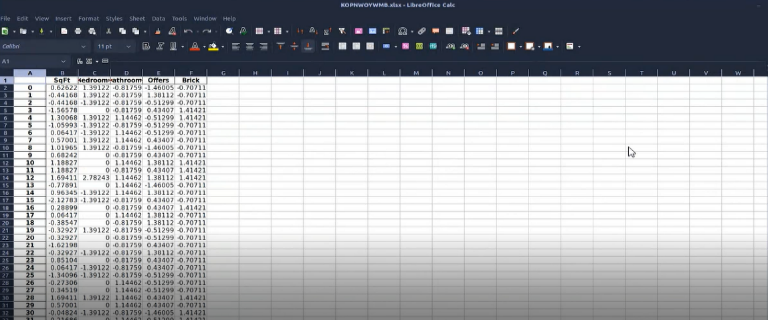 KOPNWOYWMB.xlsx - LibreOffice Calc
File Edit View Insert Format Styles Sheet Data Tools Window Help
Calibri 11 pt
A1
A B C D E F G H I J K L M N O P Q R S T U V W
1 SqFt Bedroom Bathroom Offers Brick
2 0 0.62622 1.39122 -0.81759 -1.46005 -0.70711
3 1 -0.44168 1.39122 -0.81759 1.38112 -0.70711
4 2 -0.44168 -1.39122 -0.81759 -0.51299 -0.70711
5 3 -1.56578 0 -0.81759 0.43407 1.41421
6 4 1.30068 1.39122 1.14462 -0.81299 1.41421
7 5 -1.05993 -1.39122 -0.81759 -0.51299 -0.70711
8 6 0.06417 -1.39122 1.14462 -0.51299 -0.70711
9 7 0.57001 1.39122 1.14462 0.43407 -0.70711
10 8 1.01965 1.39122 -0.81759 -1.46005 -0.70711
11 9 0.68242 0 -0.81759 0.43407 -0.70711
12 10 1.18827 0 1.14462 1.38112 1.41421
13 11 1.18827 0 -0.81759 0.43407 -0.70711
14 12 1.69411 2.78243 1.14462 1.38112 1.41421
15 13 -0.77891 0 -1.14462 -1.46005 -0.70711
16 14 0.96345 -1.39122 1.14462 1.38112 -0.70711
17 15 -2.12783 -1.39122 -0.81759 0.43407 -0.70711
18 16 0.28899 0 -0.81759 0.43407 1.41421
19 17 0.06417 0 1.14462 1.38112 -0.70711
20 18 -0.38547 0 -0.81759 1.38112 -0.70711
21 19 -0.32927 1.39122 -0.81759 -0.51299 1.41421
22 20 -0.32927 0 1.14462 -0.51299 -0.70711
23 21 -1.62198 0 -0.81759 0.43407 -0.70711
24 22 -0.32927 -1.39122 -0.81759 1.38112 -0.70711
25 23 0.85104 0 -0.81759 0.43407 -0.70711
26 24 0.06417 -1.39122 -0.81759 0.43407 -0.70711
27 25 -1.34096 -1.39122 -0.81759 -0.51299 -0.70711
28 26 -0.27306 0 1.14462 -0.51299 -0.70711
29 27 0.34519 0 -0.81759 -0.51299 -0.70711
30 28 1.69411 1.39122 -0.81759 0.43407 1.41421
31 29 0.57001 0 -0.81759 0.43407 -0.70711
32 30 -0.04824 -1.39122 -0.81759 -1.46005 -0.70711